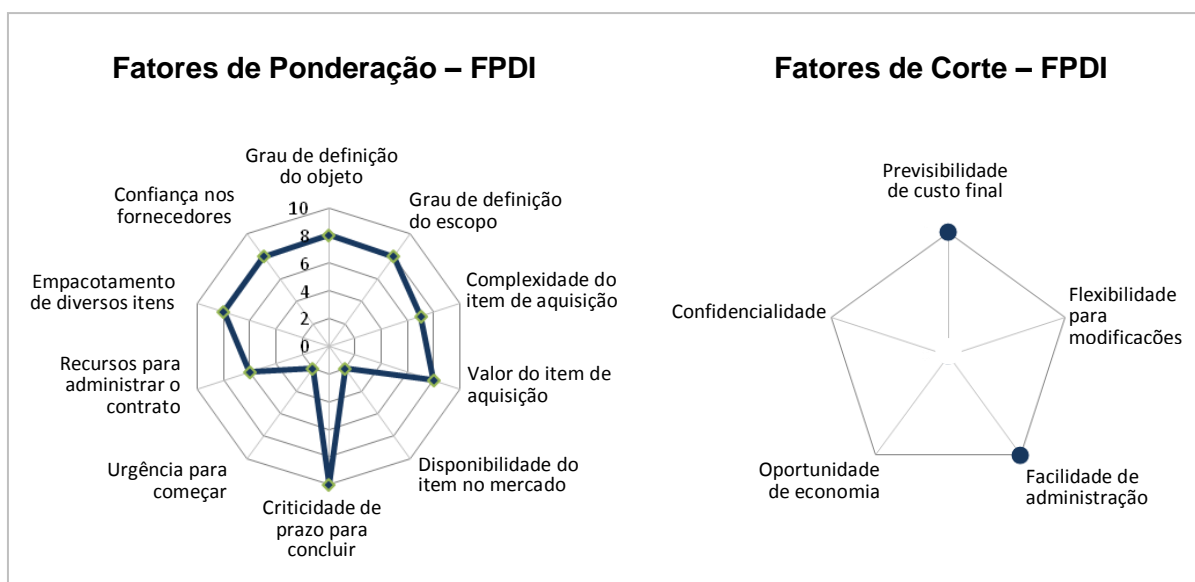 Fatores de Ponderação – FPDI
Grau de definição
do objeto
Grau de definição
do escopo
Complexidade do
item de aquisição
Valor do item de
aquisição
Disponibilidade do
item no mercado
Criticidade de
prazo para
concluir
Urgência para
começar
Recursos para
administrar o
contrato
Empacotamento
de diversos itens
Confiança nos
fornecedores
10
8
6
4
2
0
Fatores de Corte – FPDI
Previsibilidade
de custo final
Flexibilidade
para
modificacões
Facilidade de
administração
Oportunidade
de economia
Confidencialidade